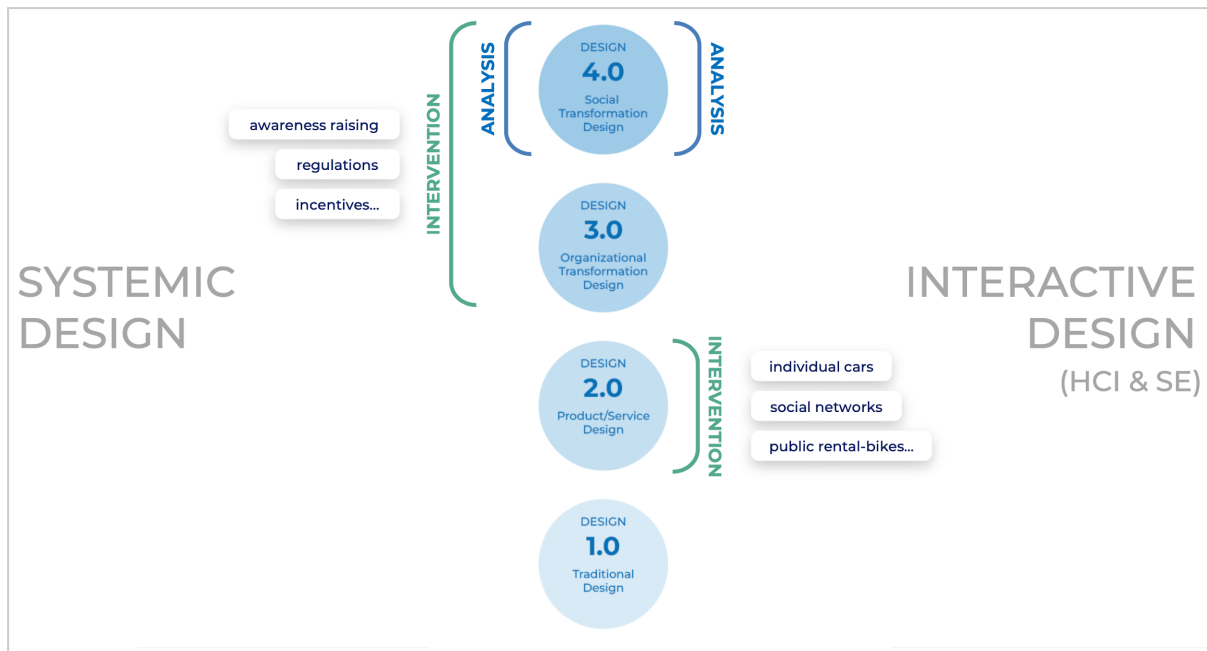 SYSTEMIC
DESIGN
awareness raising
regulations
incentives...
INTERVENTION
ANALYSIS
DESIGN
4.0
Social
Transformation
Design
ANALYSIS
DESIGN
3.0
Organizational
Transformation
Design
DESIGN
2.0
Product/Service
Design
INTERVENTION
individual cars
social networks
public rental-bikes...
DESIGN
1.0
Traditional
Design
INTERACTIVE
DESIGN
(HCI & SE)